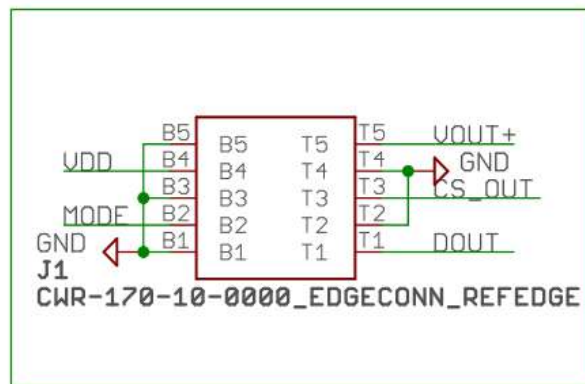 B5 B5 T5 T5 VOUT+
VDD B4 B4 T4 T4 GND
B3 B3 T3 T3 CS_OUT
MODE B2 B2 T2 T2
GND B1 B1 T1 T1 DOUT
J1
CWR-170-10-0000_EDGECONN_REFEDGE